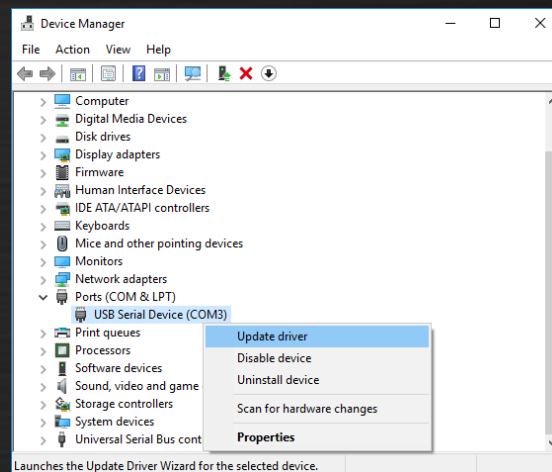 Device Manager
File Action View Help
Computer
Digital Media Devices
Disk drives
Display adapters
Firmware
Human Interface Devices
IDE ATA/ATAPI controllers
Keyboards
Mice and other pointing devices
Monitors
Network adapters
Ports (COM & LPT)
USB Serial Device (COM3)
Print queues
Update driver
Processors
Disable device
Software devices
Uninstall device
Sound, video and game
Storage controllers
Scan for hardware changes
System devices
Universal Serial Bus cont
Properties
Launches the Update Driver Wizard for the selected device.